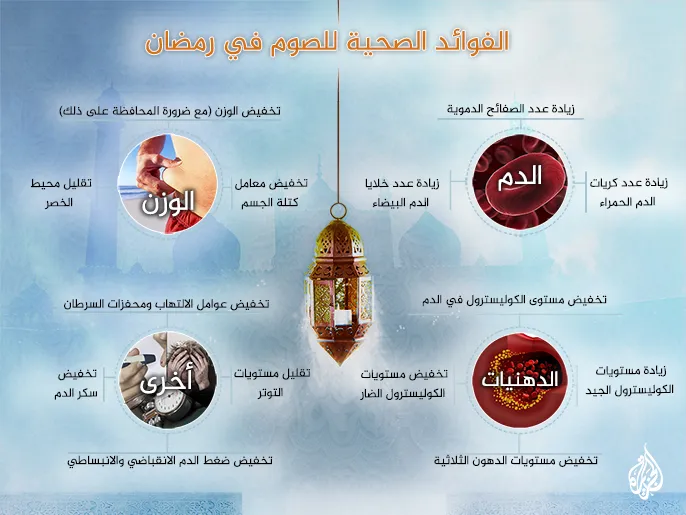 الفوائد الصحية للصوم في رمضان
زيادة عدد الصفائح الدموية
الدم
زيادة عدد كريات
الدم الحمراء
زيادة عدد خلايا
الدم البيضاء
تخفيض الوزن (مع ضرورة المحافظة على ذلك)
الوزن
تخفيض معامل
كتلة الجسم
تقليل محيط
الخصر
تخفيض مستوى الكوليسترول في الدم
الدهنيات
زيادة مستويات
الكوليسترول الجيد
تخفيض مستويات
الكوليسترول الضار
تخفيض مستويات الدهون الثلاثية
تخفيض عوامل الالتهاب ومحفزات السرطان
أخرى
تقليل مستويات
التوتر
تخفيض
سكر الدم
تخفيض ضغط الدم الانقباضي والانبساطي
الجزيرة